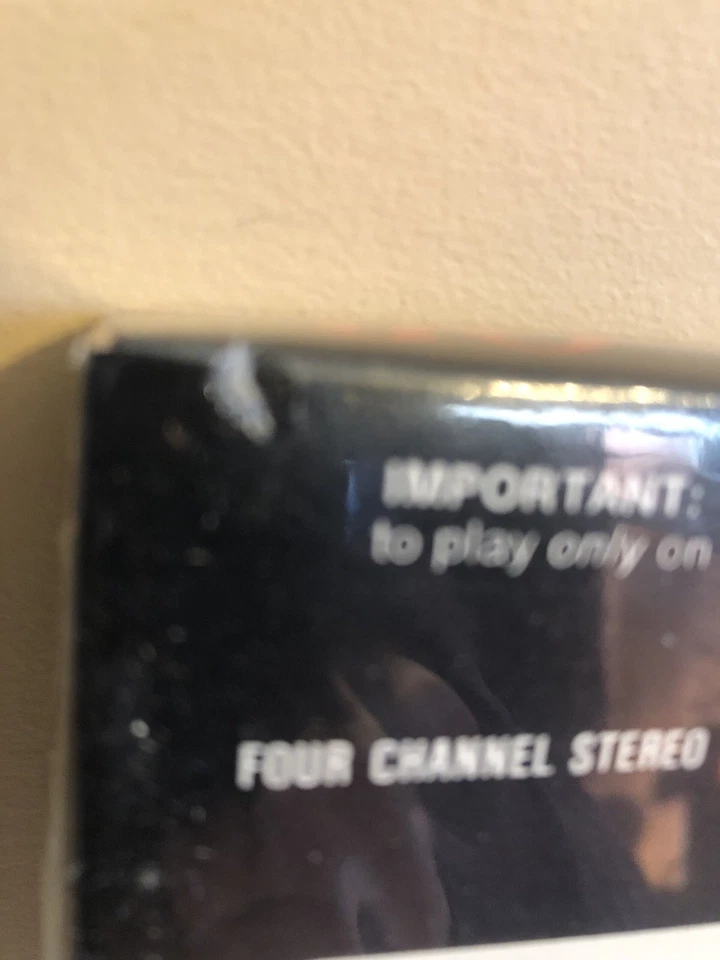 IMPORTANT:
to play only on
FOUR CHANNEL STEREO